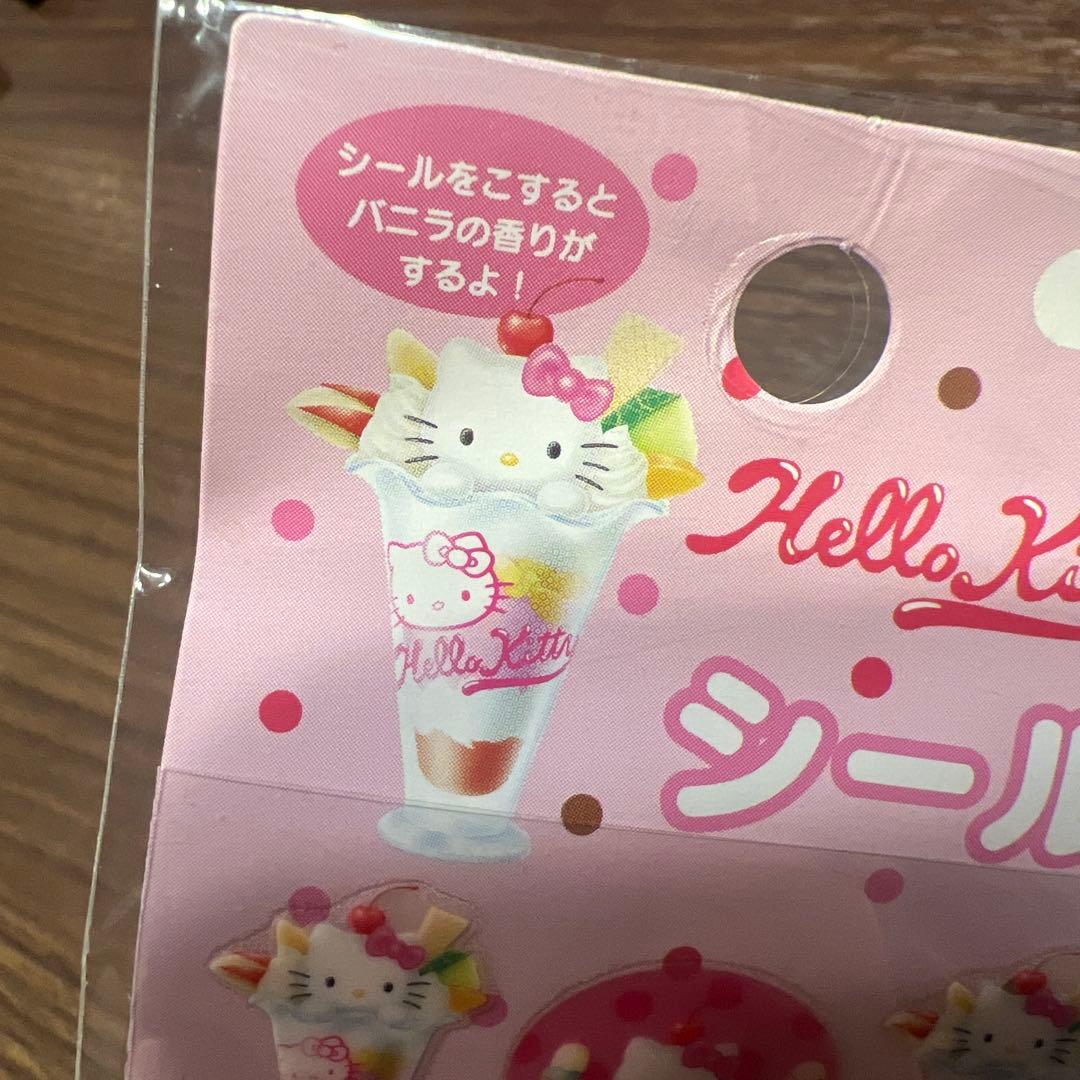 シールをこすると
バニラの香りが
するよ!
Hello Kitty
Hello
シール